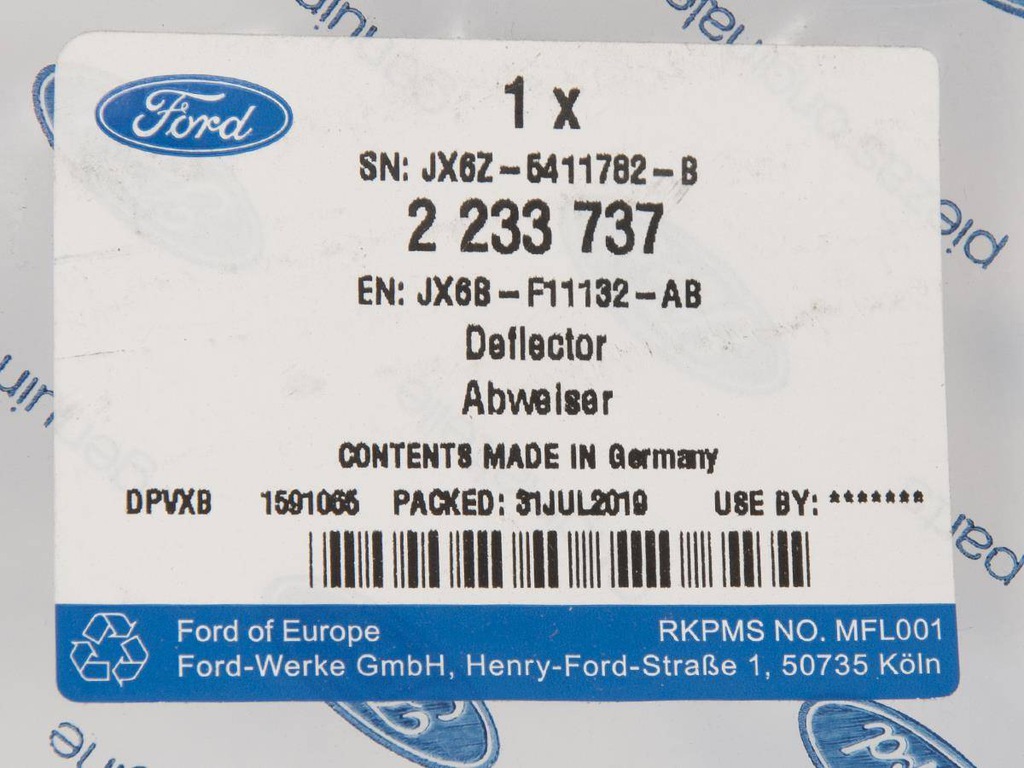 Ford
1 x
SN: JX6Z-5411782-B
2 233 737
EN: JX6B-F11132-AB
Deflector
Abweiser
CONTENTS MADE IN Germany
DPVXB 1591065 PACKED: 31JUL2019 USE BY: *******
Ford of Europe RKPMS NO. MFL001
Ford-Werke GmbH, Henry-Ford-Straße 1, 50735 Köln